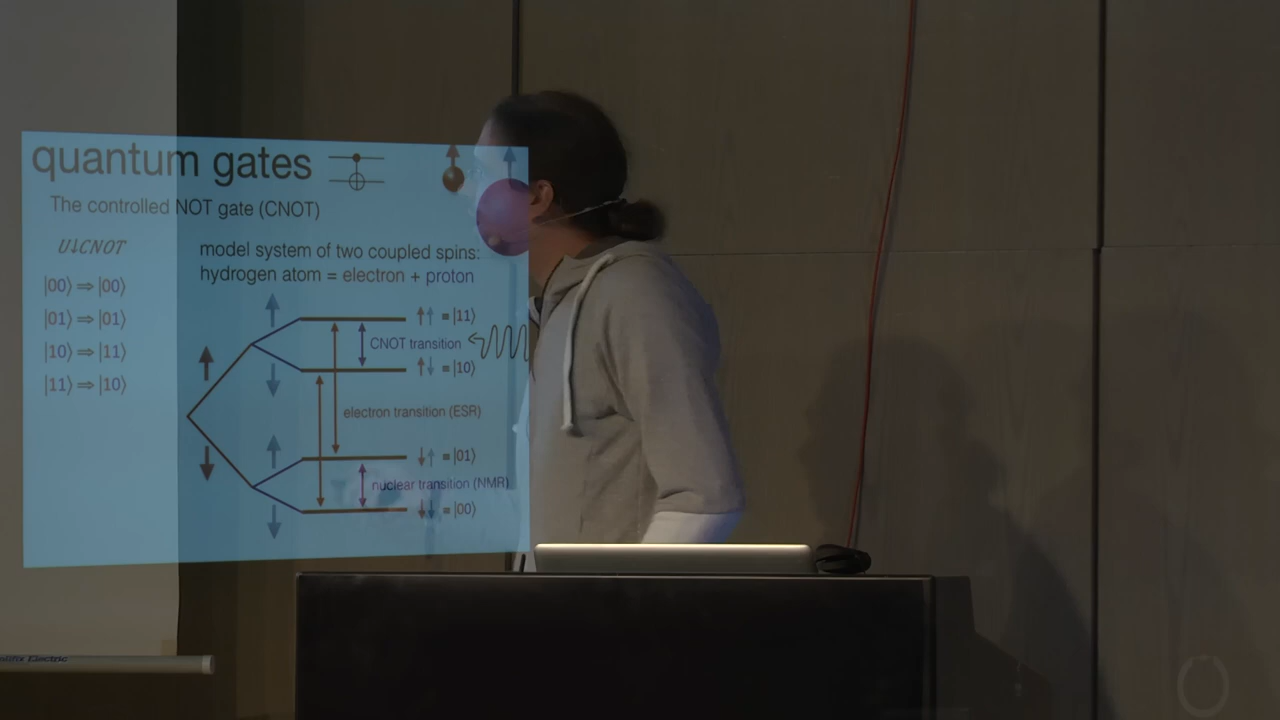 quantum gates
The controlled NOT gate (CNOT)
U↓CNOT
model system of two coupled spins:
hydrogen atom = electron + proton
|00⟩ ⇒ |00⟩
|01⟩ ⇒ |01⟩
|10⟩ ⇒ |11⟩
|11⟩ ⇒ |10⟩
↑↑ ≡ |11⟩
CNOT transition
↑↓ ≡ |10⟩
electron transition (ESR)
↓↑ ≡ |01⟩
nuclear transition (NMR)
↓↓ ≡ |00⟩
Electric